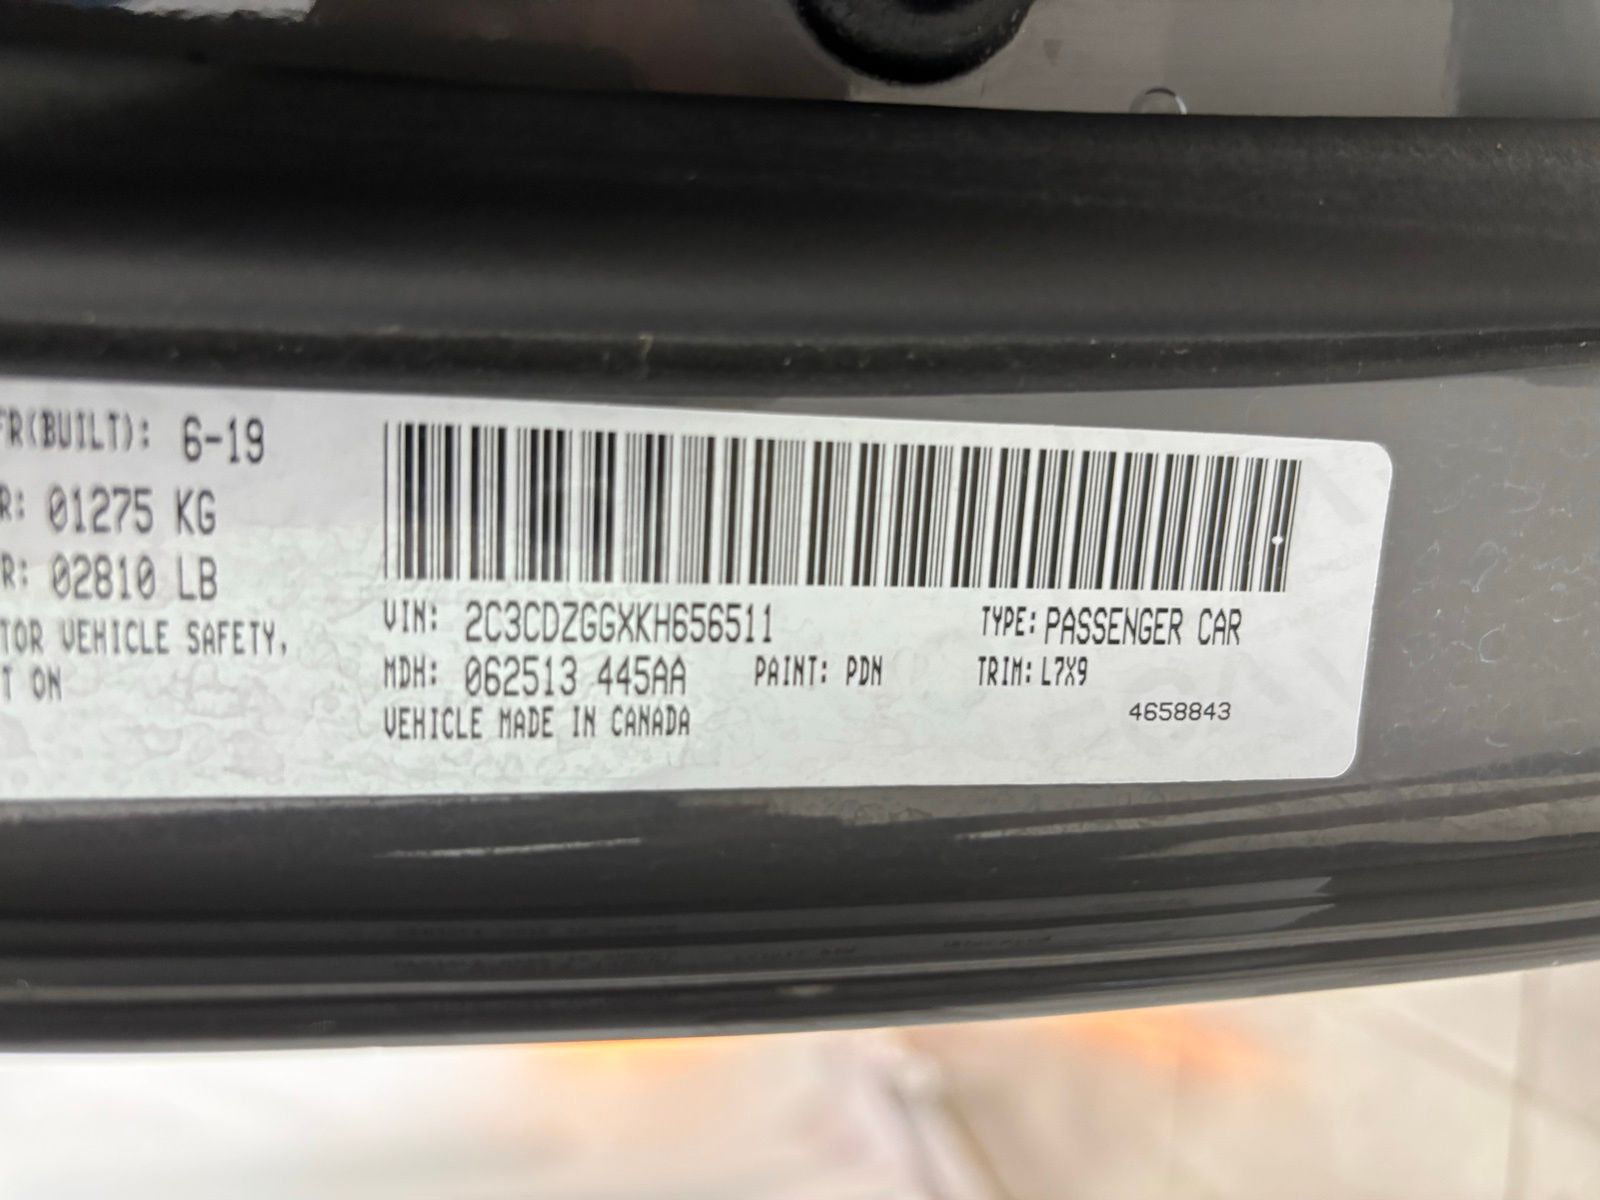 FR(BUILT): 6-19
R: 01275 KG
R: 02810 LB
TOR VEHICLE SAFETY,
T ON
VIN: 2C3CDZGGXKH656511 TYPE: PASSENGER CAR
MDH: 062513 445AA PAINT: PDN TRIM: L7X9
VEHICLE MADE IN CANADA 4658843